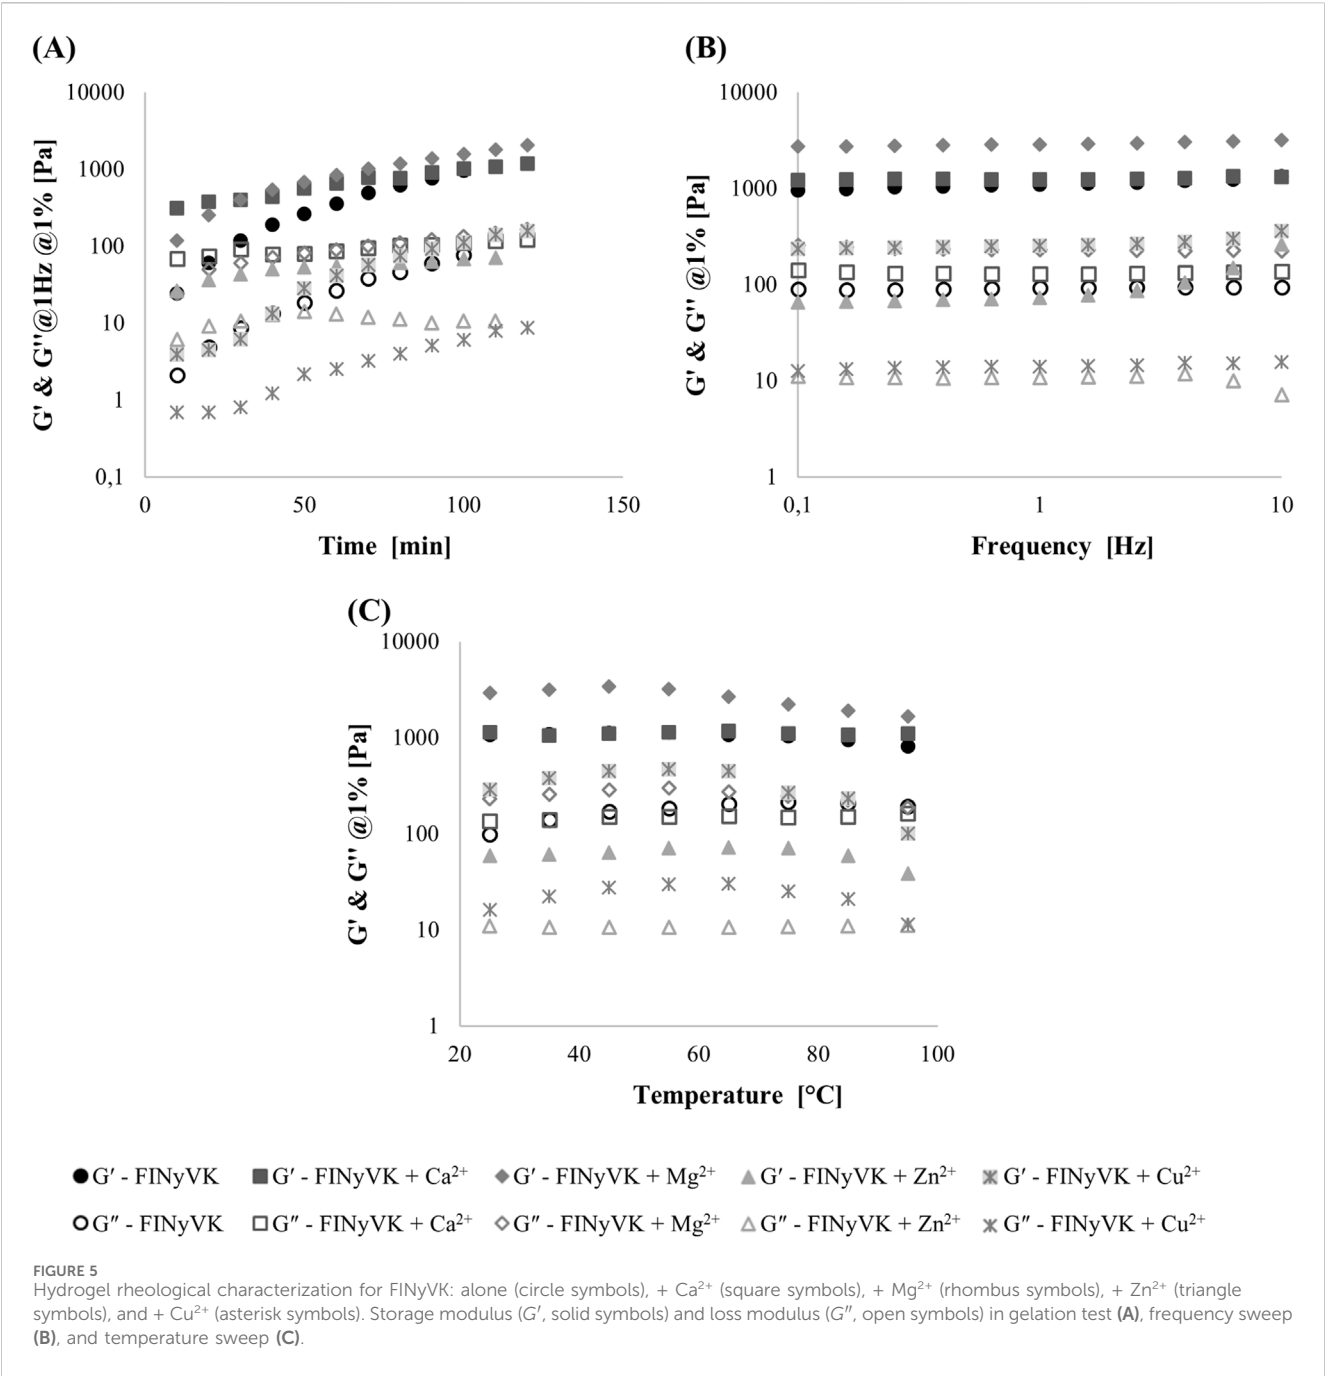 (A)
10000
1000
100
10
1
0,1
0
50
100
150
G' & G''@1Hz @1% [Pa]
Time [min]
(B)
10000
1000
100
10
1
0,1
1
10
G' & G'' @1% [Pa]
Frequency [Hz]
(C)
10000
1000
100
10
1
20
40
60
80
100
G' & G'' @1% [Pa]
Temperature [°C]
G′ - FINyVK G′ - FINyVK + Ca²⁺ G′ - FINyVK + Mg²⁺ G′ - FINyVK + Zn²⁺ G′ - FINyVK + Cu²⁺
G″ - FINyVK G″ - FINyVK + Ca²⁺ G″ - FINyVK + Mg²⁺ G″ - FINyVK + Zn²⁺ G″ - FINyVK + Cu²⁺
FIGURE 5
Hydrogel rheological characterization for FINyVK: alone (circle symbols), + Ca²⁺ (square symbols), + Mg²⁺ (rhombus symbols), + Zn²⁺ (triangle
symbols), and + Cu²⁺ (asterisk symbols). Storage modulus (G′, solid symbols) and loss modulus (G″, open symbols) in gelation test (A), frequency sweep
(B), and temperature sweep (C).